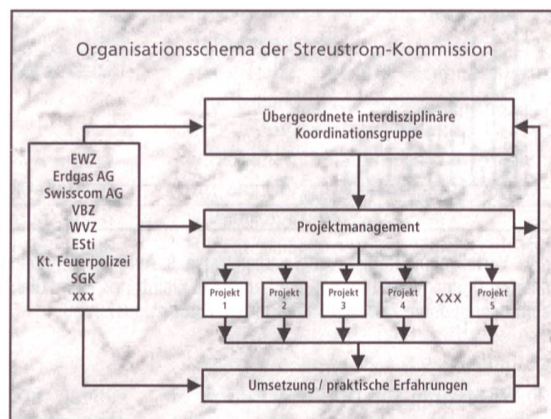 Organisationsschema der Streustrom-Kommission
Übergeordnete interdisziplinäre
Koordinationsgruppe
EWZ
Erdgas AG
Swisscom AG
VBZ
WVZ
ESti
Kt. Feuerpolizei
SGK
xxx
Projektmanagement
Projekt
1
Projekt
2
Projekt
3
Projekt
4
XXX
Projekt
5
Umsetzung / praktische Erfahrungen